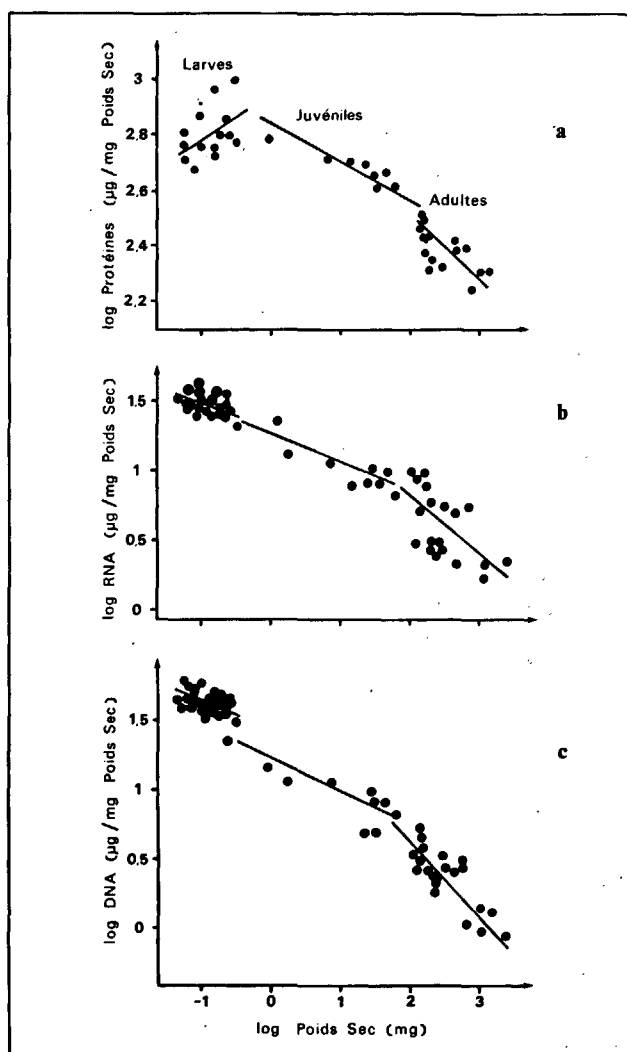 Larves
Juvéniles
Adultes
a
log Protéines (µg/mg Poids Sec)
3
2,8
2.6
2.4
2,2
b
log RNA (µg/mg Poids Sec)
1.5
1
0.5
0
c
log DNA (µg/mg Poids Sec)
1.5
1
0.5
0
-1 0 1 2 3
log Poids Sec (mg)